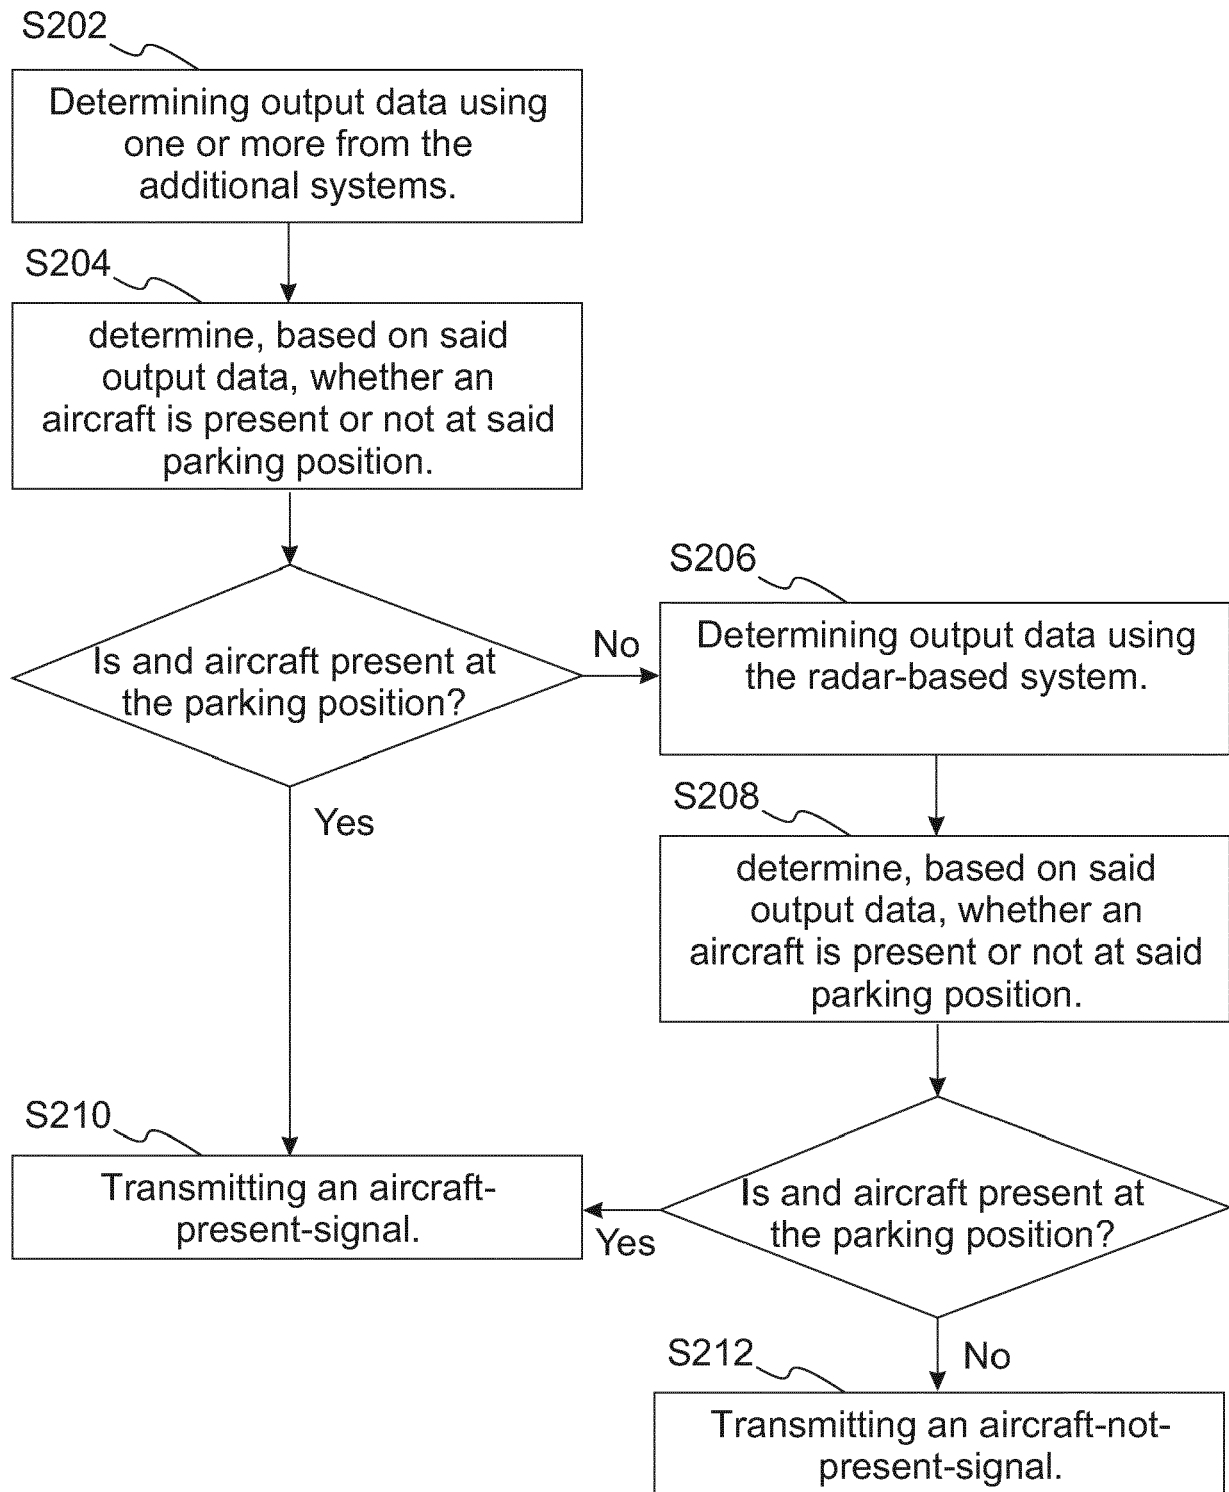 S202
Determining output data using
one or more from the
additional systems.
S204
determine, based on said
output data, whether an
aircraft is present or not at said
parking position.
Is and aircraft present at
the parking position?
No
Yes
S206
Determining output data using
the radar-based system.
S208
determine, based on said
output data, whether an
aircraft is present or not at said
parking position.
Is and aircraft present at
the parking position?
Yes
No
S210
Transmitting an aircraft-
present-signal.
S212
Transmitting an aircraft-not-
present-signal.